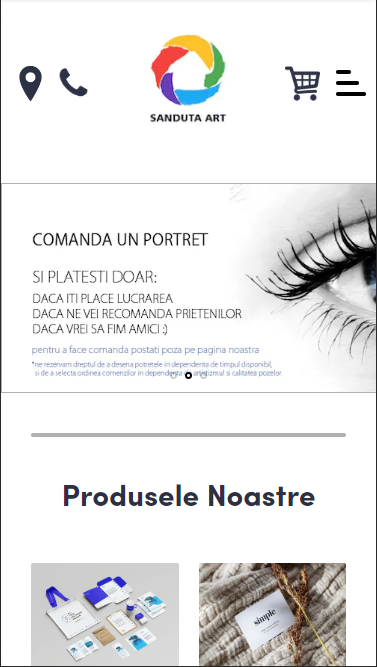 SANDUTA ART
COMANDA UN PORTRET
SI PLATESTI DOAR:
DACA ITI PLACE LUCRAREA
DACA NE VEI RECOMANDA PRIETENILOR
DACA VREI SA FIM AMICI :)
pentru a face comanda postati poza pe pagina noastra
*ne rezervam dreptul de a desena potretele in dependenta de timpul disponibil,
si de a selecta ordinea comenzilor in dependenta de artizimul si calitatea pozelor.
Produsele Noastre
simple